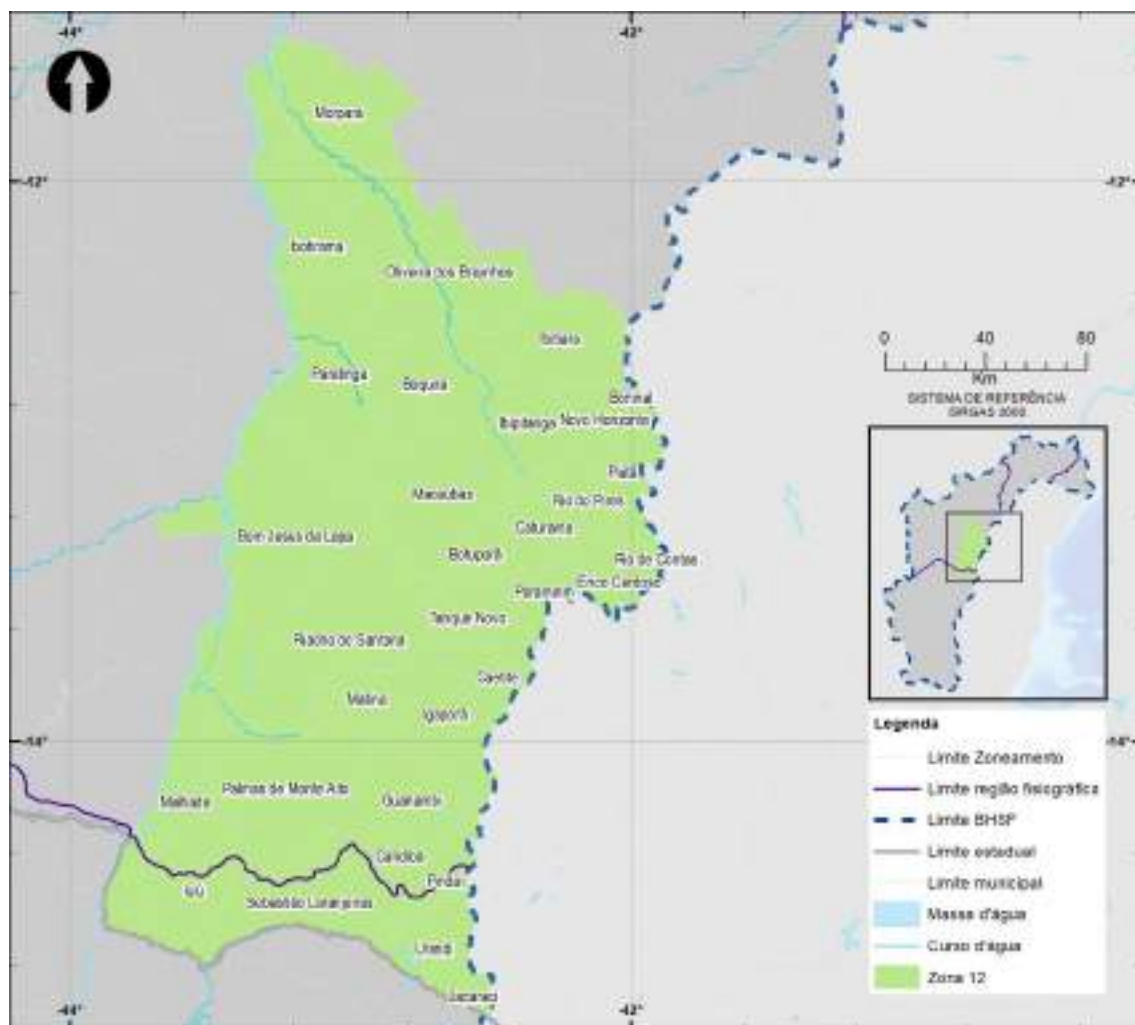 -44°
-42°
Morpará
-12°
-12°
Ibotirama
Oliveira dos Brejinhos
Ibitiara
0 40 80
Km
SISTEMA DE REFERÊNCIA
SIRGAS 2000
Paratinga
Boquira
Boninal
Ibipitanga
Novo Horizonte
Piatã
Macaúbas
Rio do Pires
Caturama
Bom Jesus da Lapa
Botuporã
Rio de Contas
Érico Cardoso
Paramirim
Tanque Novo
Riacho de Santana
Caetité
Matina
Igaporã
-14°
-14°
Legenda
Limite Zoneamento
Limite região fisiográfica
Limite BHSF
Limite estadual
Limite municipal
Massa d'água
Curso d'água
Zona 12
Palmas de Monte Alto
Malhada
Guanambi
Candiba
Pindaí
Iuiú
Sebastião Laranjeiras
Urandi
Jacaraci
-44°
-42°